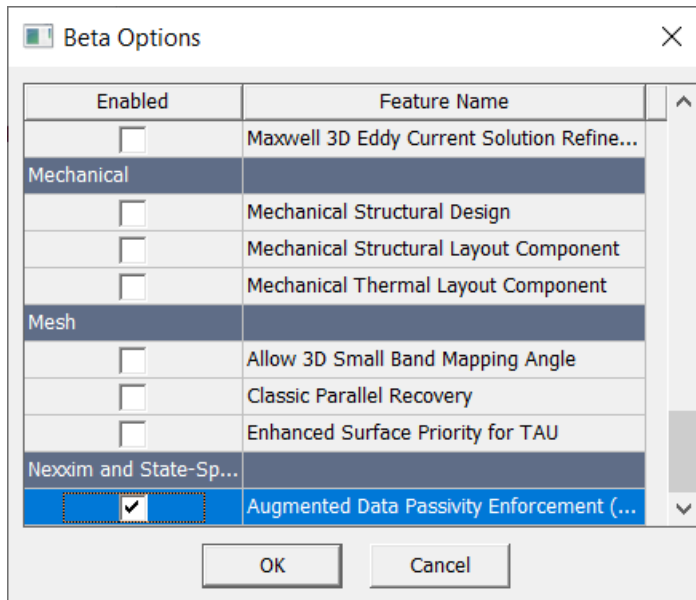 Beta Options
Enabled Feature Name
Maxwell 3D Eddy Current Solution Refine...
Mechanical
Mechanical Structural Design
Mechanical Structural Layout Component
Mechanical Thermal Layout Component
Mesh
Allow 3D Small Band Mapping Angle
Classic Parallel Recovery
Enhanced Surface Priority for TAU
Nexxim and State-Sp...
Augmented Data Passivity Enforcement (...
OK Cancel